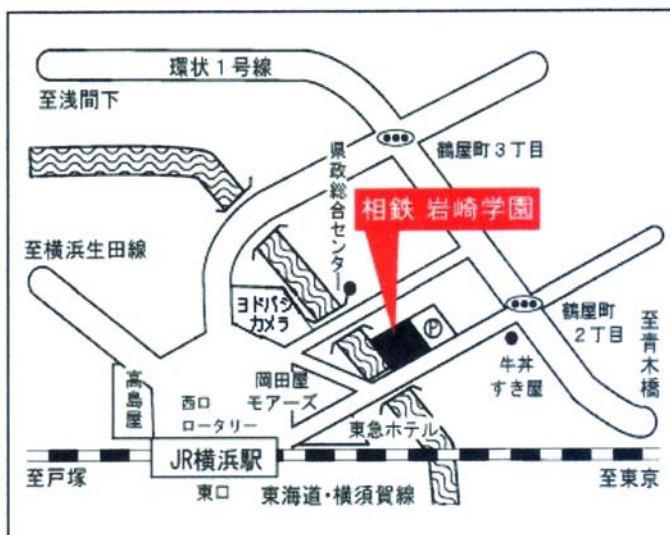 環状1号線
至浅間下
鶴屋町3丁目
県政総合センター
相鉄 岩崎学園
至横浜生田線
ヨドバシ
カメラ
Ⓟ
鶴屋町
2丁目
至青木橋
牛丼
すき屋
高島屋
岡田屋
モアーズ
西口
ロータリー
東急ホテル
JR横浜駅
至戸塚
至東京
東口
東海道・横須賀線